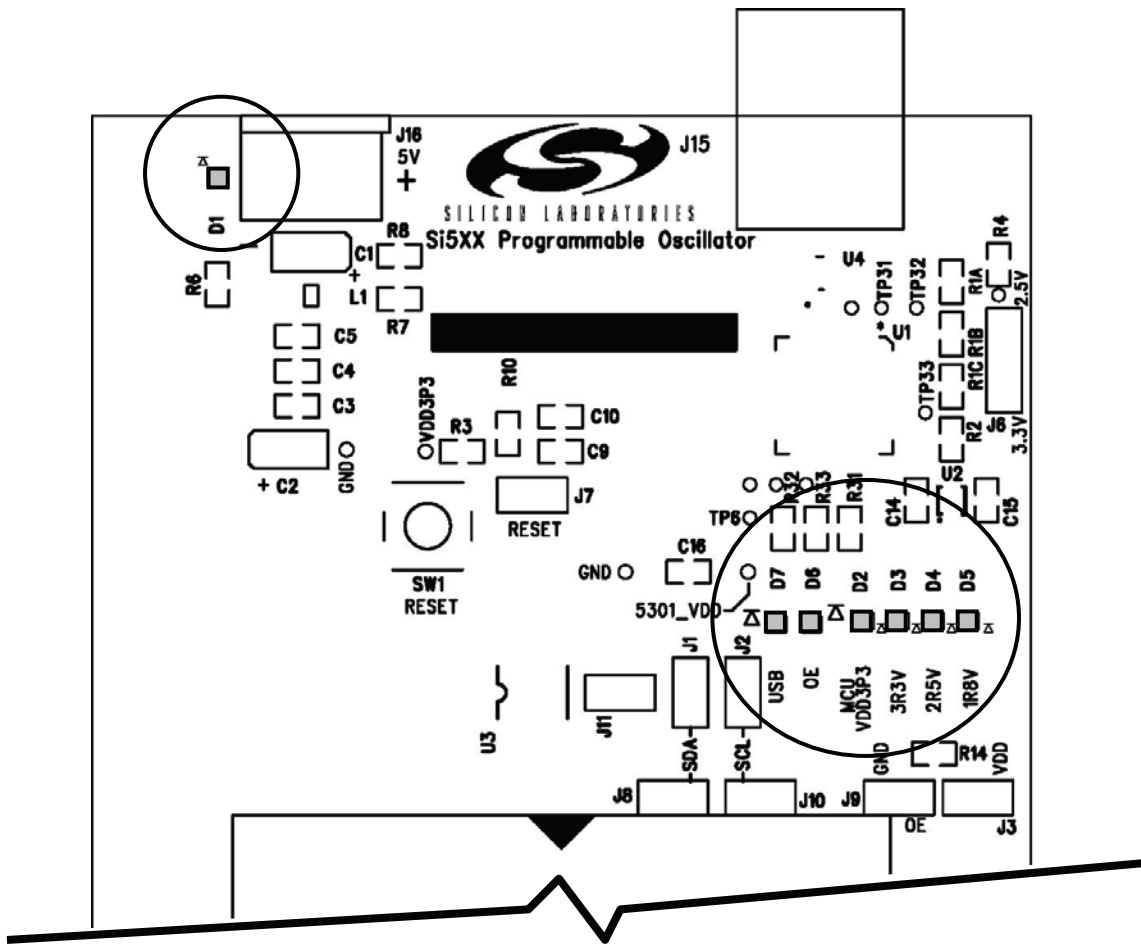 J16
5V
+
J15
SILICON LABORATORIES
Si5XX Programmable Oscillator
D1
R8
C1
+
R6
L1
R7
C5
C4
C3
+ C2
GND
VDD3P3
R3
R10
C10
C9
J7
RESET
SW1
RESET
U4
TP31
TP32
R4
2.5V
R1A
* U1
R1B
R1C
TP33
R2
J6
3.3V
U2
C14
C15
R32
R33
R31
TP6
C16
GND
5301_VDD
D7
D6
D2
D3
D4
D5
USB
OE
MCU
VDD3P3
3R3V
2R5V
1R8V
J1
J2
U3
J11
SDA
SCL
GND
R14
VDD
J8
J10
J9
OE
J3